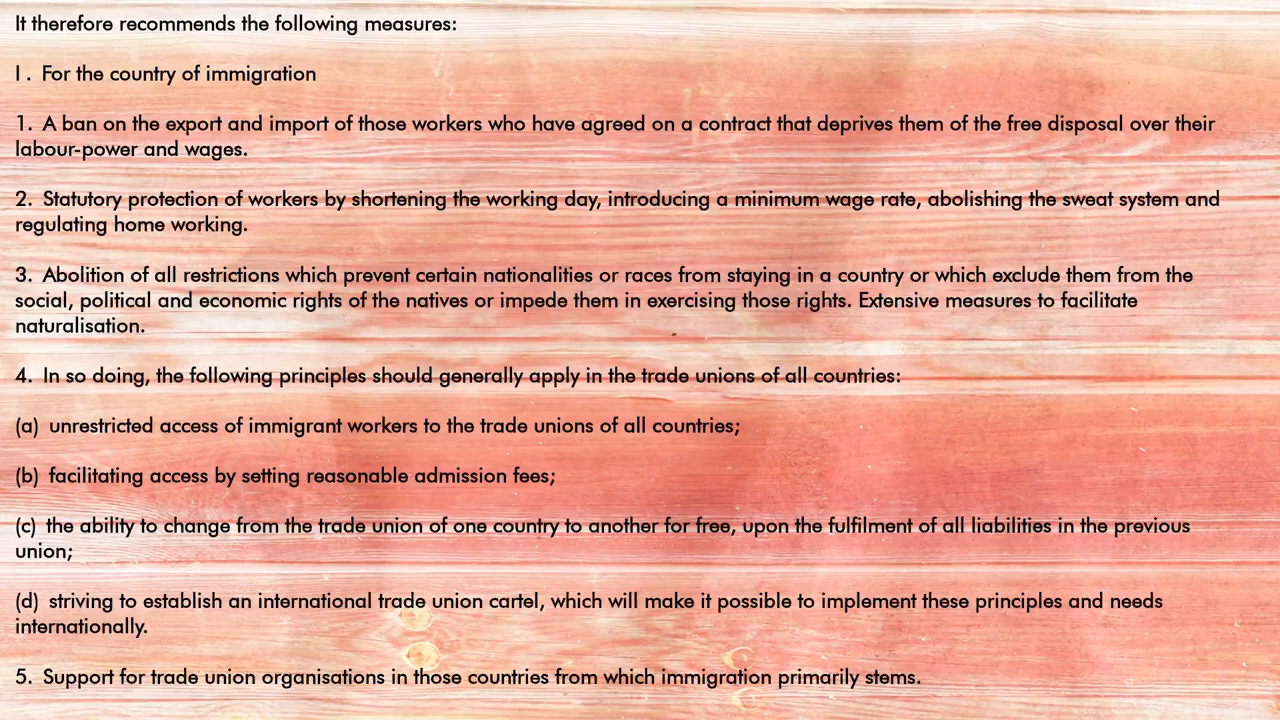 It therefore recommends the following measures:
I. For the country of immigration
1. A ban on the export and import of those workers who have agreed on a contract that deprives them of the free disposal over their
labour-power and wages.
2. Statutory protection of workers by shortening the working day, introducing a minimum wage rate, abolishing the sweat system and
regulating home working.
3. Abolition of all restrictions which prevent certain nationalities or races from staying in a country or which exclude them from the
social, political and economic rights of the natives or impede them in exercising those rights. Extensive measures to facilitate
naturalisation.
4. In so doing, the following principles should generally apply in the trade unions of all countries:
(a) unrestricted access of immigrant workers to the trade unions of all countries;
(b) facilitating access by setting reasonable admission fees;
(c) the ability to change from the trade union of one country to another for free, upon the fulfilment of all liabilities in the previous
union;
(d) striving to establish an international trade union cartel, which will make it possible to implement these principles and needs
internationally.
5. Support for trade union organisations in those countries from which immigration primarily stems.